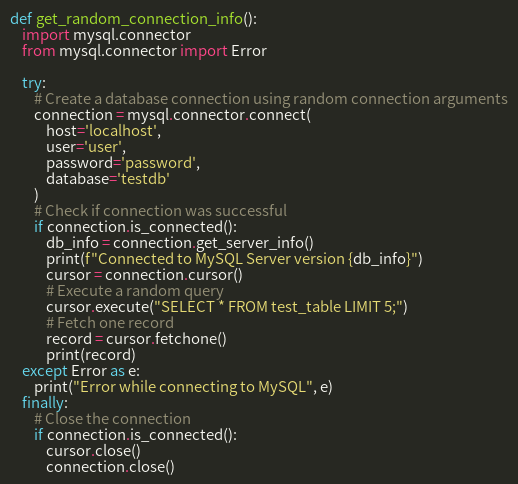 def get_random_connection_info():
    import mysql.connector
    from mysql.connector import Error

    try:
        # Create a database connection using random connection arguments
        connection = mysql.connector.connect(
            host='localhost',
            user='user',
            password='password',
            database='testdb'
        )
        # Check if connection was successful
        if connection.is_connected():
            db_info = connection.get_server_info()
            print(f"Connected to MySQL Server version {db_info}")
            cursor = connection.cursor()
            # Execute a random query
            cursor.execute("SELECT * FROM test_table LIMIT 5;")
            # Fetch one record
            record = cursor.fetchone()
            print(record)
    except Error as e:
        print("Error while connecting to MySQL", e)
    finally:
        # Close the connection
        if connection.is_connected():
            cursor.close()
            connection.close()